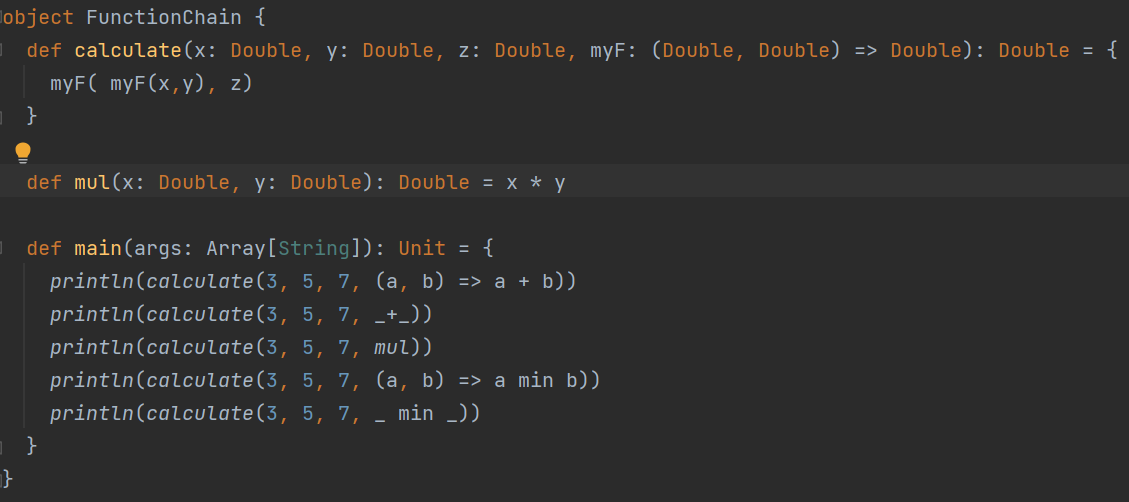 object FunctionChain {
  def calculate(x: Double, y: Double, z: Double, myF: (Double, Double) => Double): Double = {
    myF( myF(x,y), z)
  }

  def mul(x: Double, y: Double): Double = x * y

  def main(args: Array[String]): Unit = {
    println(calculate(3, 5, 7, (a, b) => a + b))
    println(calculate(3, 5, 7, _+_))
    println(calculate(3, 5, 7, mul))
    println(calculate(3, 5, 7, (a, b) => a min b))
    println(calculate(3, 5, 7, _ min _))
  }
}